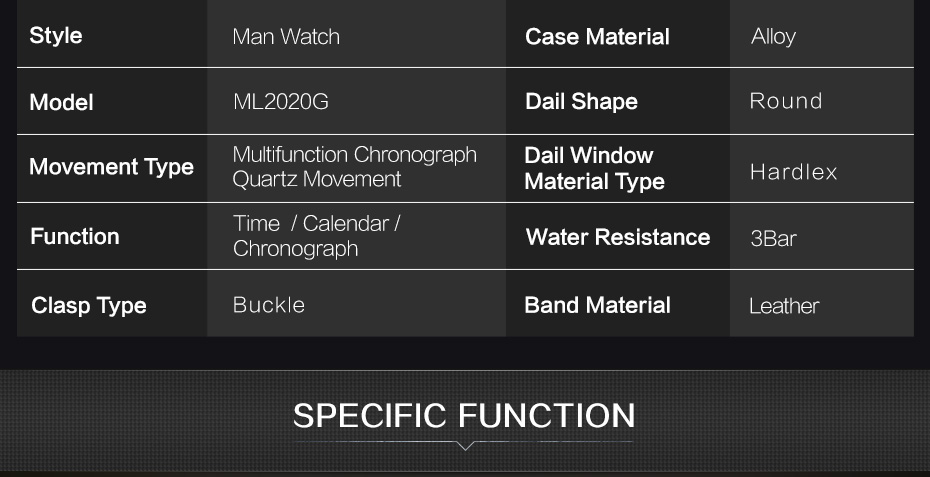 Style Man Watch Case Material Alloy
Model ML2020G Dail Shape Round
Movement Type Multifunction Chronograph
Quartz Movement Dail Window
Material Type Hardlex
Function Time / Calendar /
Chronograph Water Resistance 3Bar
Clasp Type Buckle Band Material Leather
SPECIFIC FUNCTION